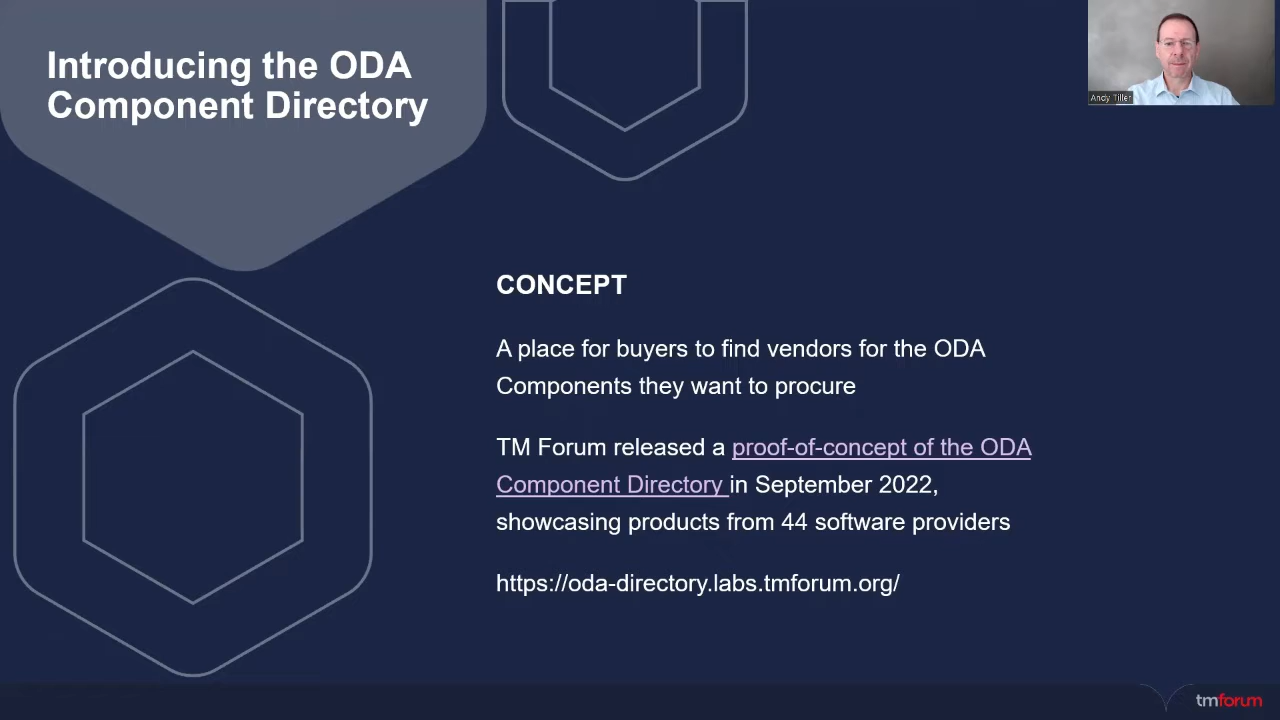 Introducing the ODA
Component Directory
Andy Tiller
CONCEPT
A place for buyers to find vendors for the ODA
Components they want to procure
TM Forum released a proof-of-concept of the ODA
Component Directory in September 2022,
showcasing products from 44 software providers
https://oda-directory.labs.tmforum.org/
tmforum